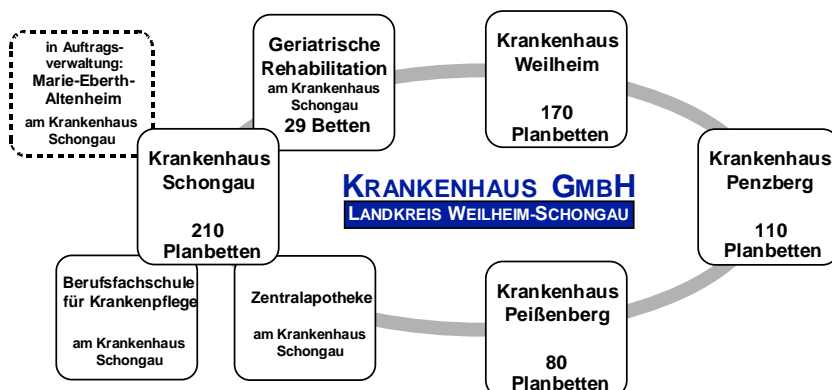 in Auftrags-
verwaltung:
Marie-Eberth-
Altenheim
am Krankenhaus
Schongau
Geriatrische
Rehabilitation
am Krankenhaus
Schongau
29 Betten
Krankenhaus
Weilheim
170
Planbetten
Krankenhaus
Schongau
210
Planbetten
KRANKENHAUS GMBH
LANDKREIS WEILHEIM-SCHONGAU
Krankenhaus
Penzberg
110
Planbetten
Berufsfachschule
für Krankenpflege
am Krankenhaus
Schongau
Zentralapotheke
am Krankenhaus
Schongau
Krankenhaus
Peißenberg
80
Planbetten